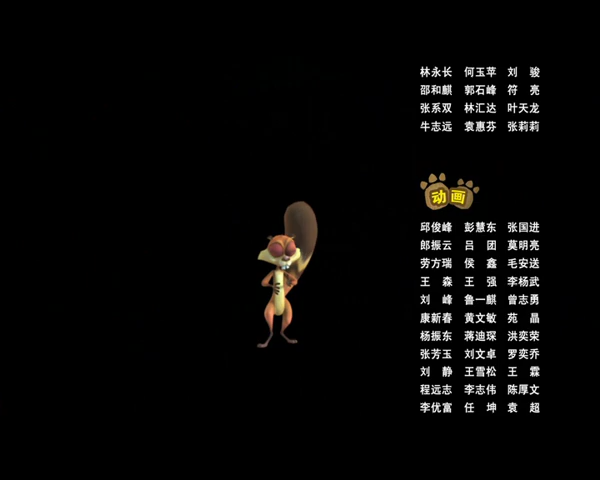 林永长 何玉苹 刘骏
邵和麒 郭石峰 符亮
张系双 林汇达 叶天龙
牛志远 袁惠芬 张莉莉
动画
邱俊峰 彭慧东 张国进
郎振云 吕团 莫明亮
劳方瑞 侯鑫 毛安送
王森 王强 李杨武
刘峰 鲁一麒 曾志勇
康新春 黄文敏 苑晶
杨振东 蒋迪琛 洪奕荣
张芳玉 刘文卓 罗奕乔
刘静 王雪松 王霖
程远志 李志伟 陈厚文
李优富 任坤 袁超